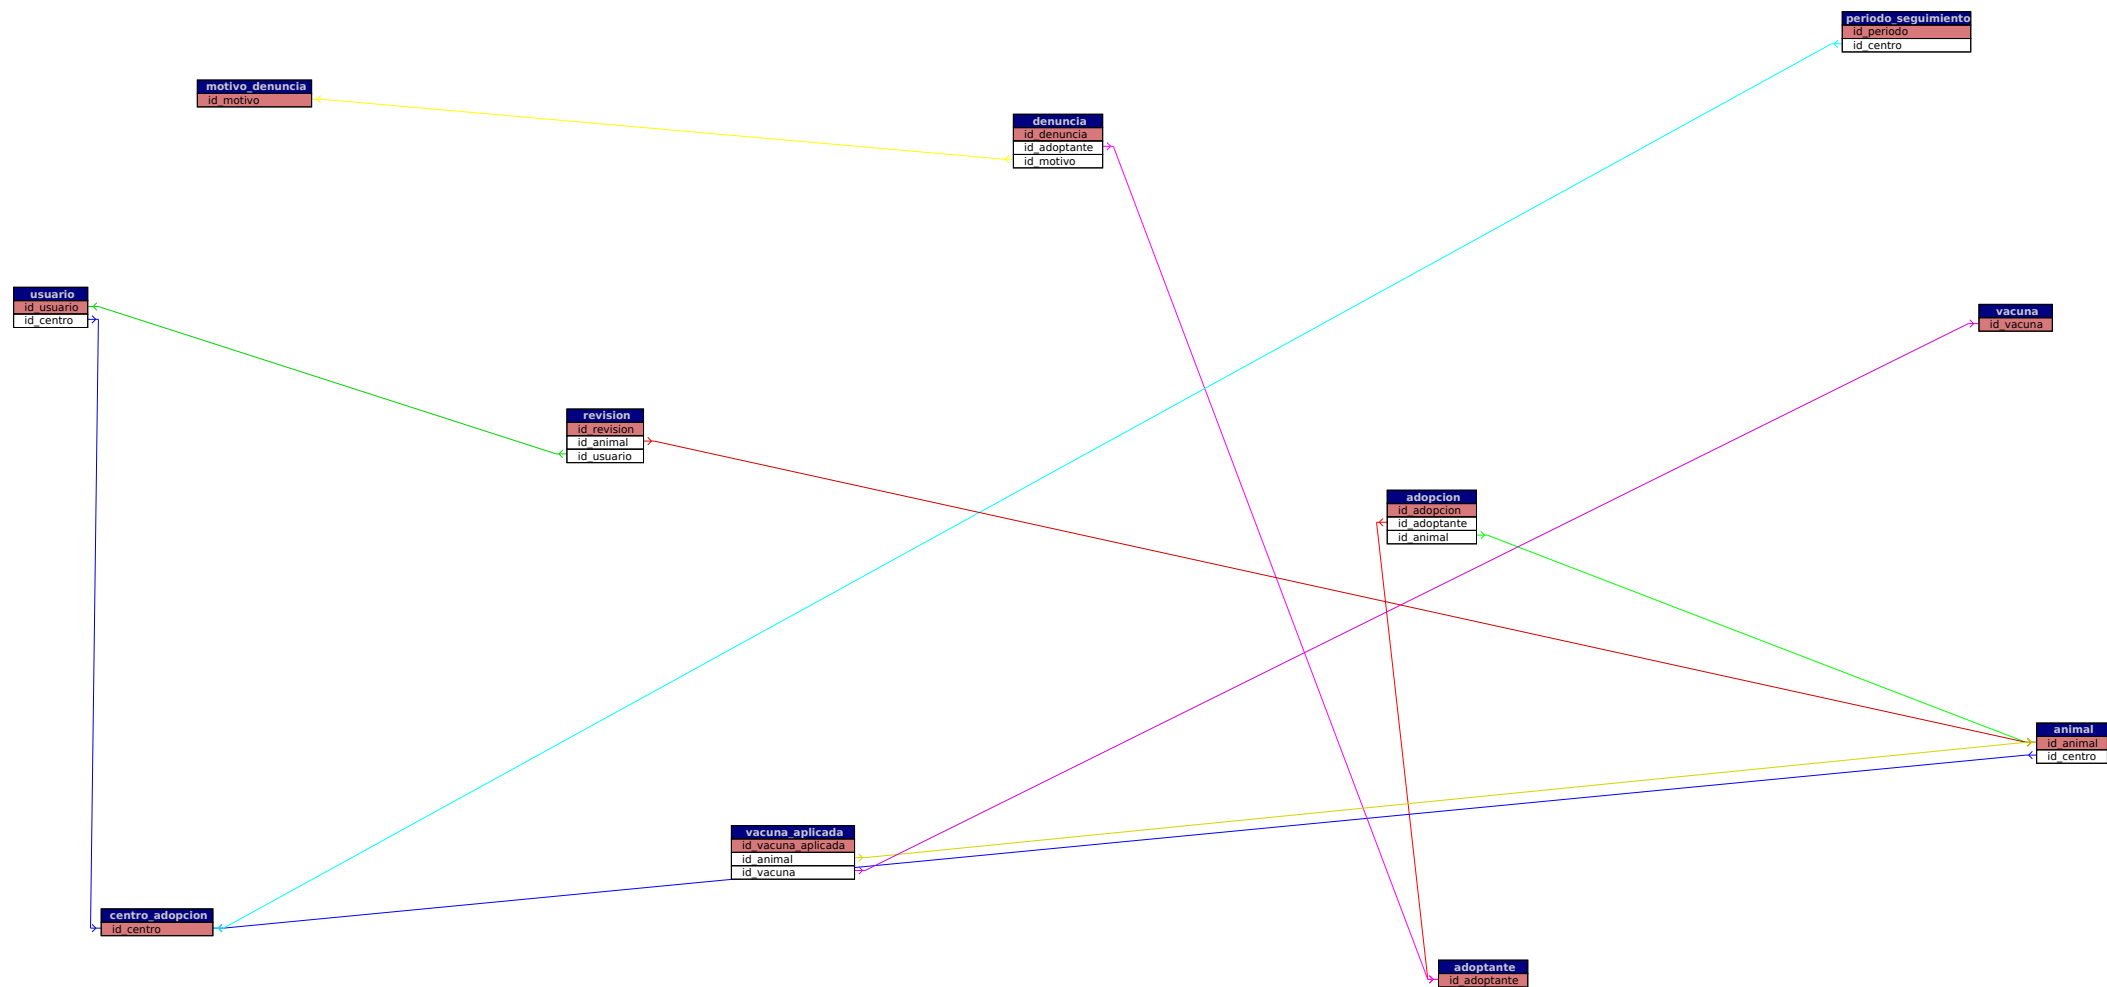 periodo_seguimiento
id_periodo
id_centro
motivo_denuncia
id_motivo
denuncia
id_denuncia
id_adoptante
id_motivo
usuario
id_usuario
id_centro
vacuna
id_vacuna
revision
id_revision
id_animal
id_usuario
adopcion
id_adopcion
id_adoptante
id_animal
animal
id_animal
id_centro
vacuna_aplicada
id_vacuna_aplicada
id_animal
id_vacuna
centro_adopcion
id_centro
adoptante
id_adoptante